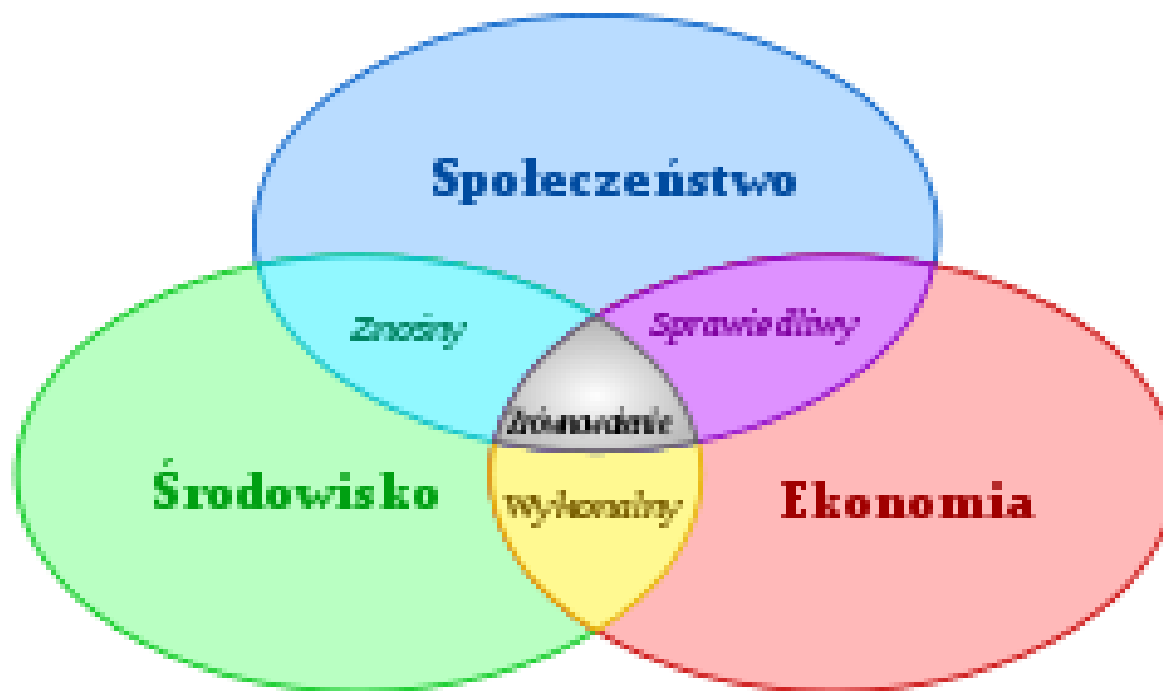 Społeczeństwo
Znośny
Sprawiedliwy
Środowisko
Wykonalny
Ekonomia